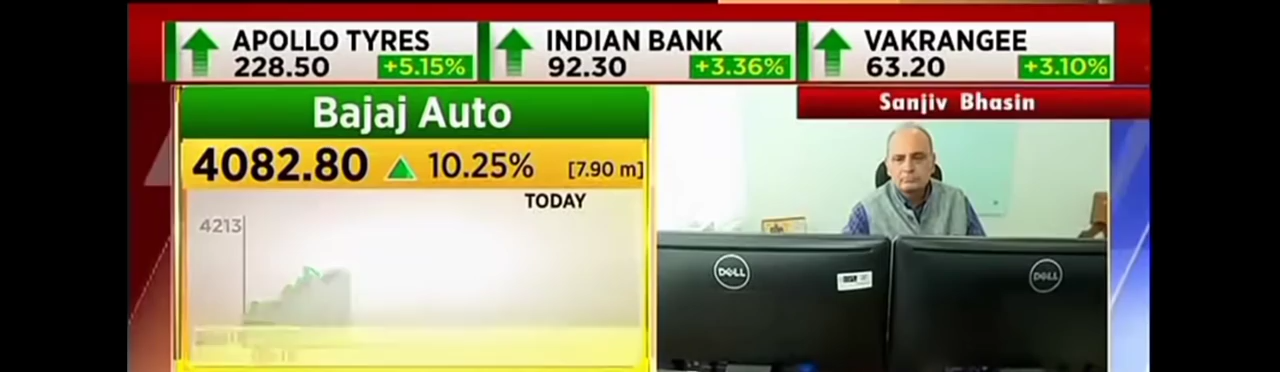 APOLLO TYRES
228.50 +5.15%
INDIAN BANK
92.30 +3.36%
VAKRANGEE
63.20 +3.10%
Bajaj Auto
4082.80 10.25% [7.90 m]
TODAY
4213
Sanjiv Bhasin
DELL
DELL